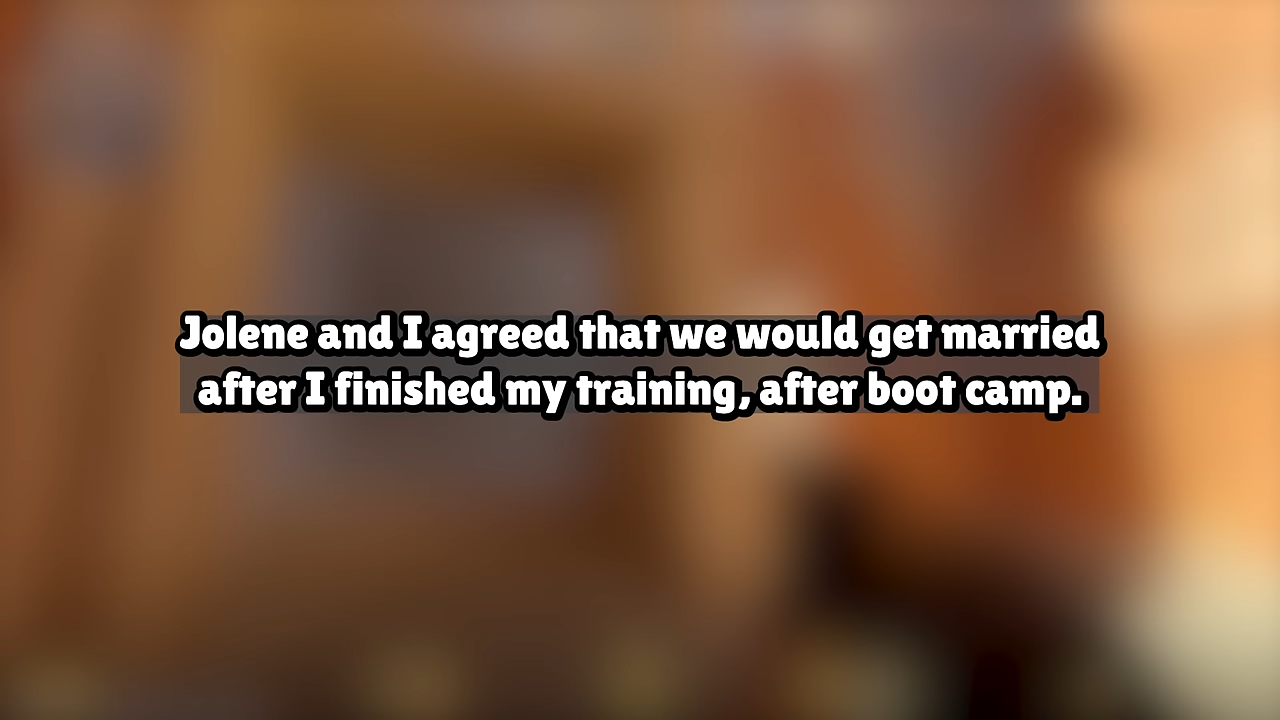 Jolene and I agreed that we would get married
after I finished my training, after boot camp.